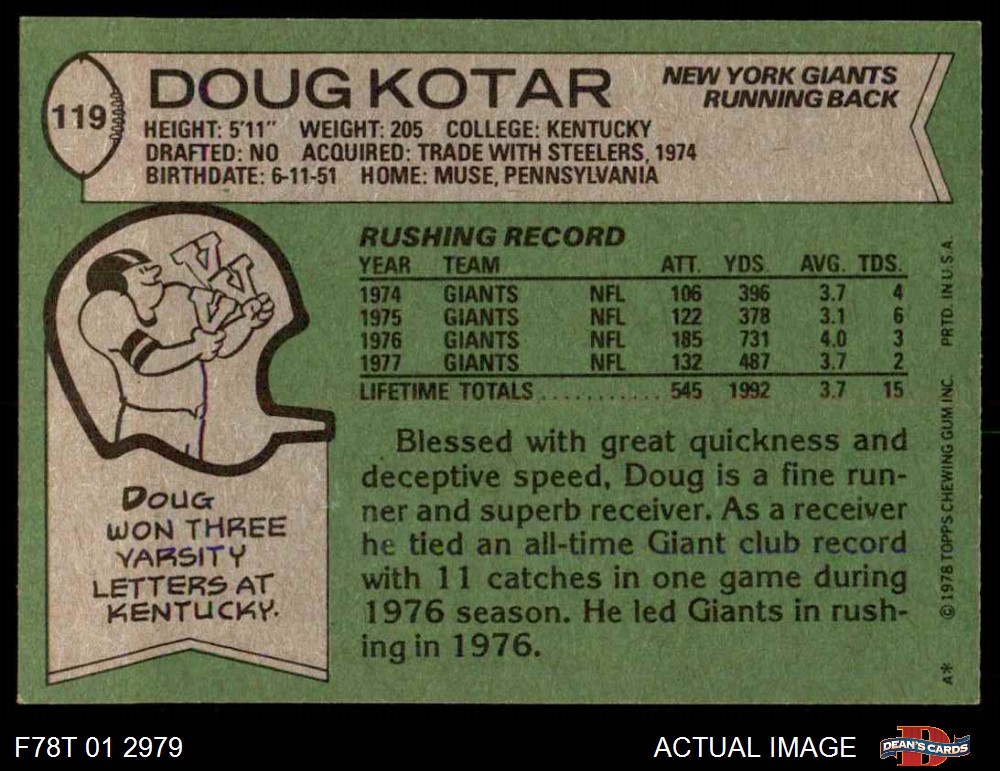 119
DOUG KOTAR
NEW YORK GIANTS
RUNNING BACK
HEIGHT: 5'11" WEIGHT: 205 COLLEGE: KENTUCKY
DRAFTED: NO ACQUIRED: TRADE WITH STEELERS, 1974
BIRTHDATE: 6-11-51 HOME: MUSE, PENNSYLVANIA
V V V
DOUG
WON THREE
VARSITY
LETTERS AT
KENTUCKY.
RUSHING RECORD
YEAR TEAM ATT. YDS. AVG. TDS.
1974 GIANTS NFL 106 396 3.7 4
1975 GIANTS NFL 122 378 3.1 6
1976 GIANTS NFL 185 731 4.0 3
1977 GIANTS NFL 132 487 3.7 2
LIFETIME TOTALS ........... 545 1992 3.7 15
Blessed with great quickness and
deceptive speed, Doug is a fine run-
ner and superb receiver. As a receiver
he tied an all-time Giant club record
with 11 catches in one game during
1976 season. He led Giants in rush-
ing in 1976.
A* © 1978 TOPPS CHEWING GUM INC. PRTD. IN U.S.A.
F78T 01 2979
ACTUAL IMAGE
DEAN'S CARDS